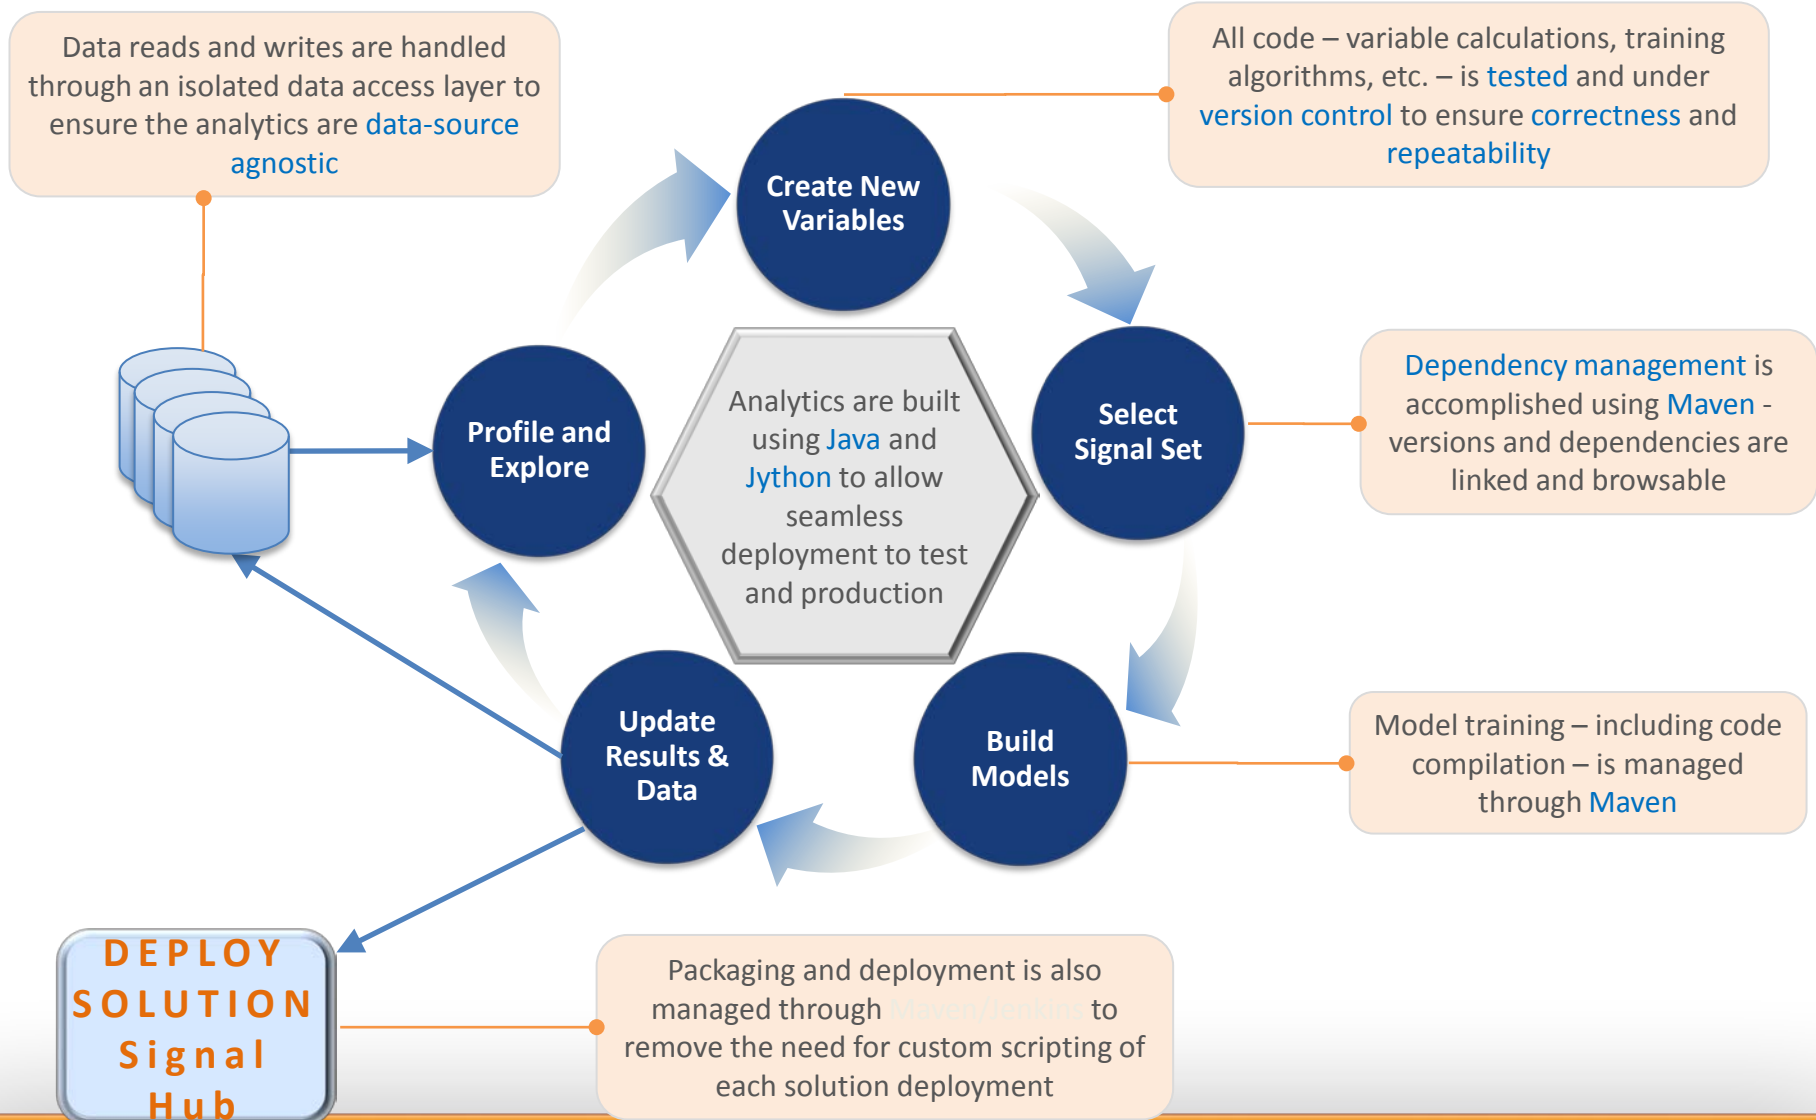 Data reads and writes are handled
through an isolated data access layer to
ensure the analytics are data-source
agnostic
All code – variable calculations, training
algorithms, etc. – is tested and under
version control to ensure correctness and
repeatability
Create New
Variables
Profile and
Explore
Analytics are built
using Java and
Jython to allow
seamless
deployment to test
and production
Select
Signal Set
Dependency management is
accomplished using Maven -
versions and dependencies are
linked and browsable
Update
Results &
Data
Build
Models
Model training – including code
compilation – is managed
through Maven
DEPLOY
SOLUTION
Signal
Hub
Packaging and deployment is also
managed through Maven/Jenkins to
remove the need for custom scripting of
each solution deployment